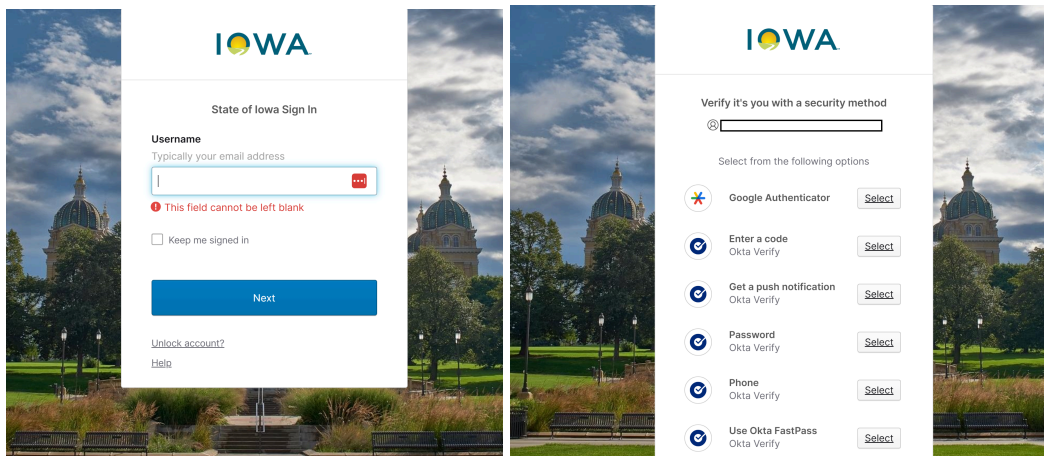 IOWA
State of Iowa Sign In
Username
Typically your email address
This field cannot be left blank
Keep me signed in
Next
Unlock account?
Help
IOWA
Verify it's you with a security method
Select from the following options
Google Authenticator Select
Enter a code
Okta Verify Select
Get a push notification
Okta Verify Select
Password
Okta Verify Select
Phone
Okta Verify Select
Use Okta FastPass
Okta Verify Select